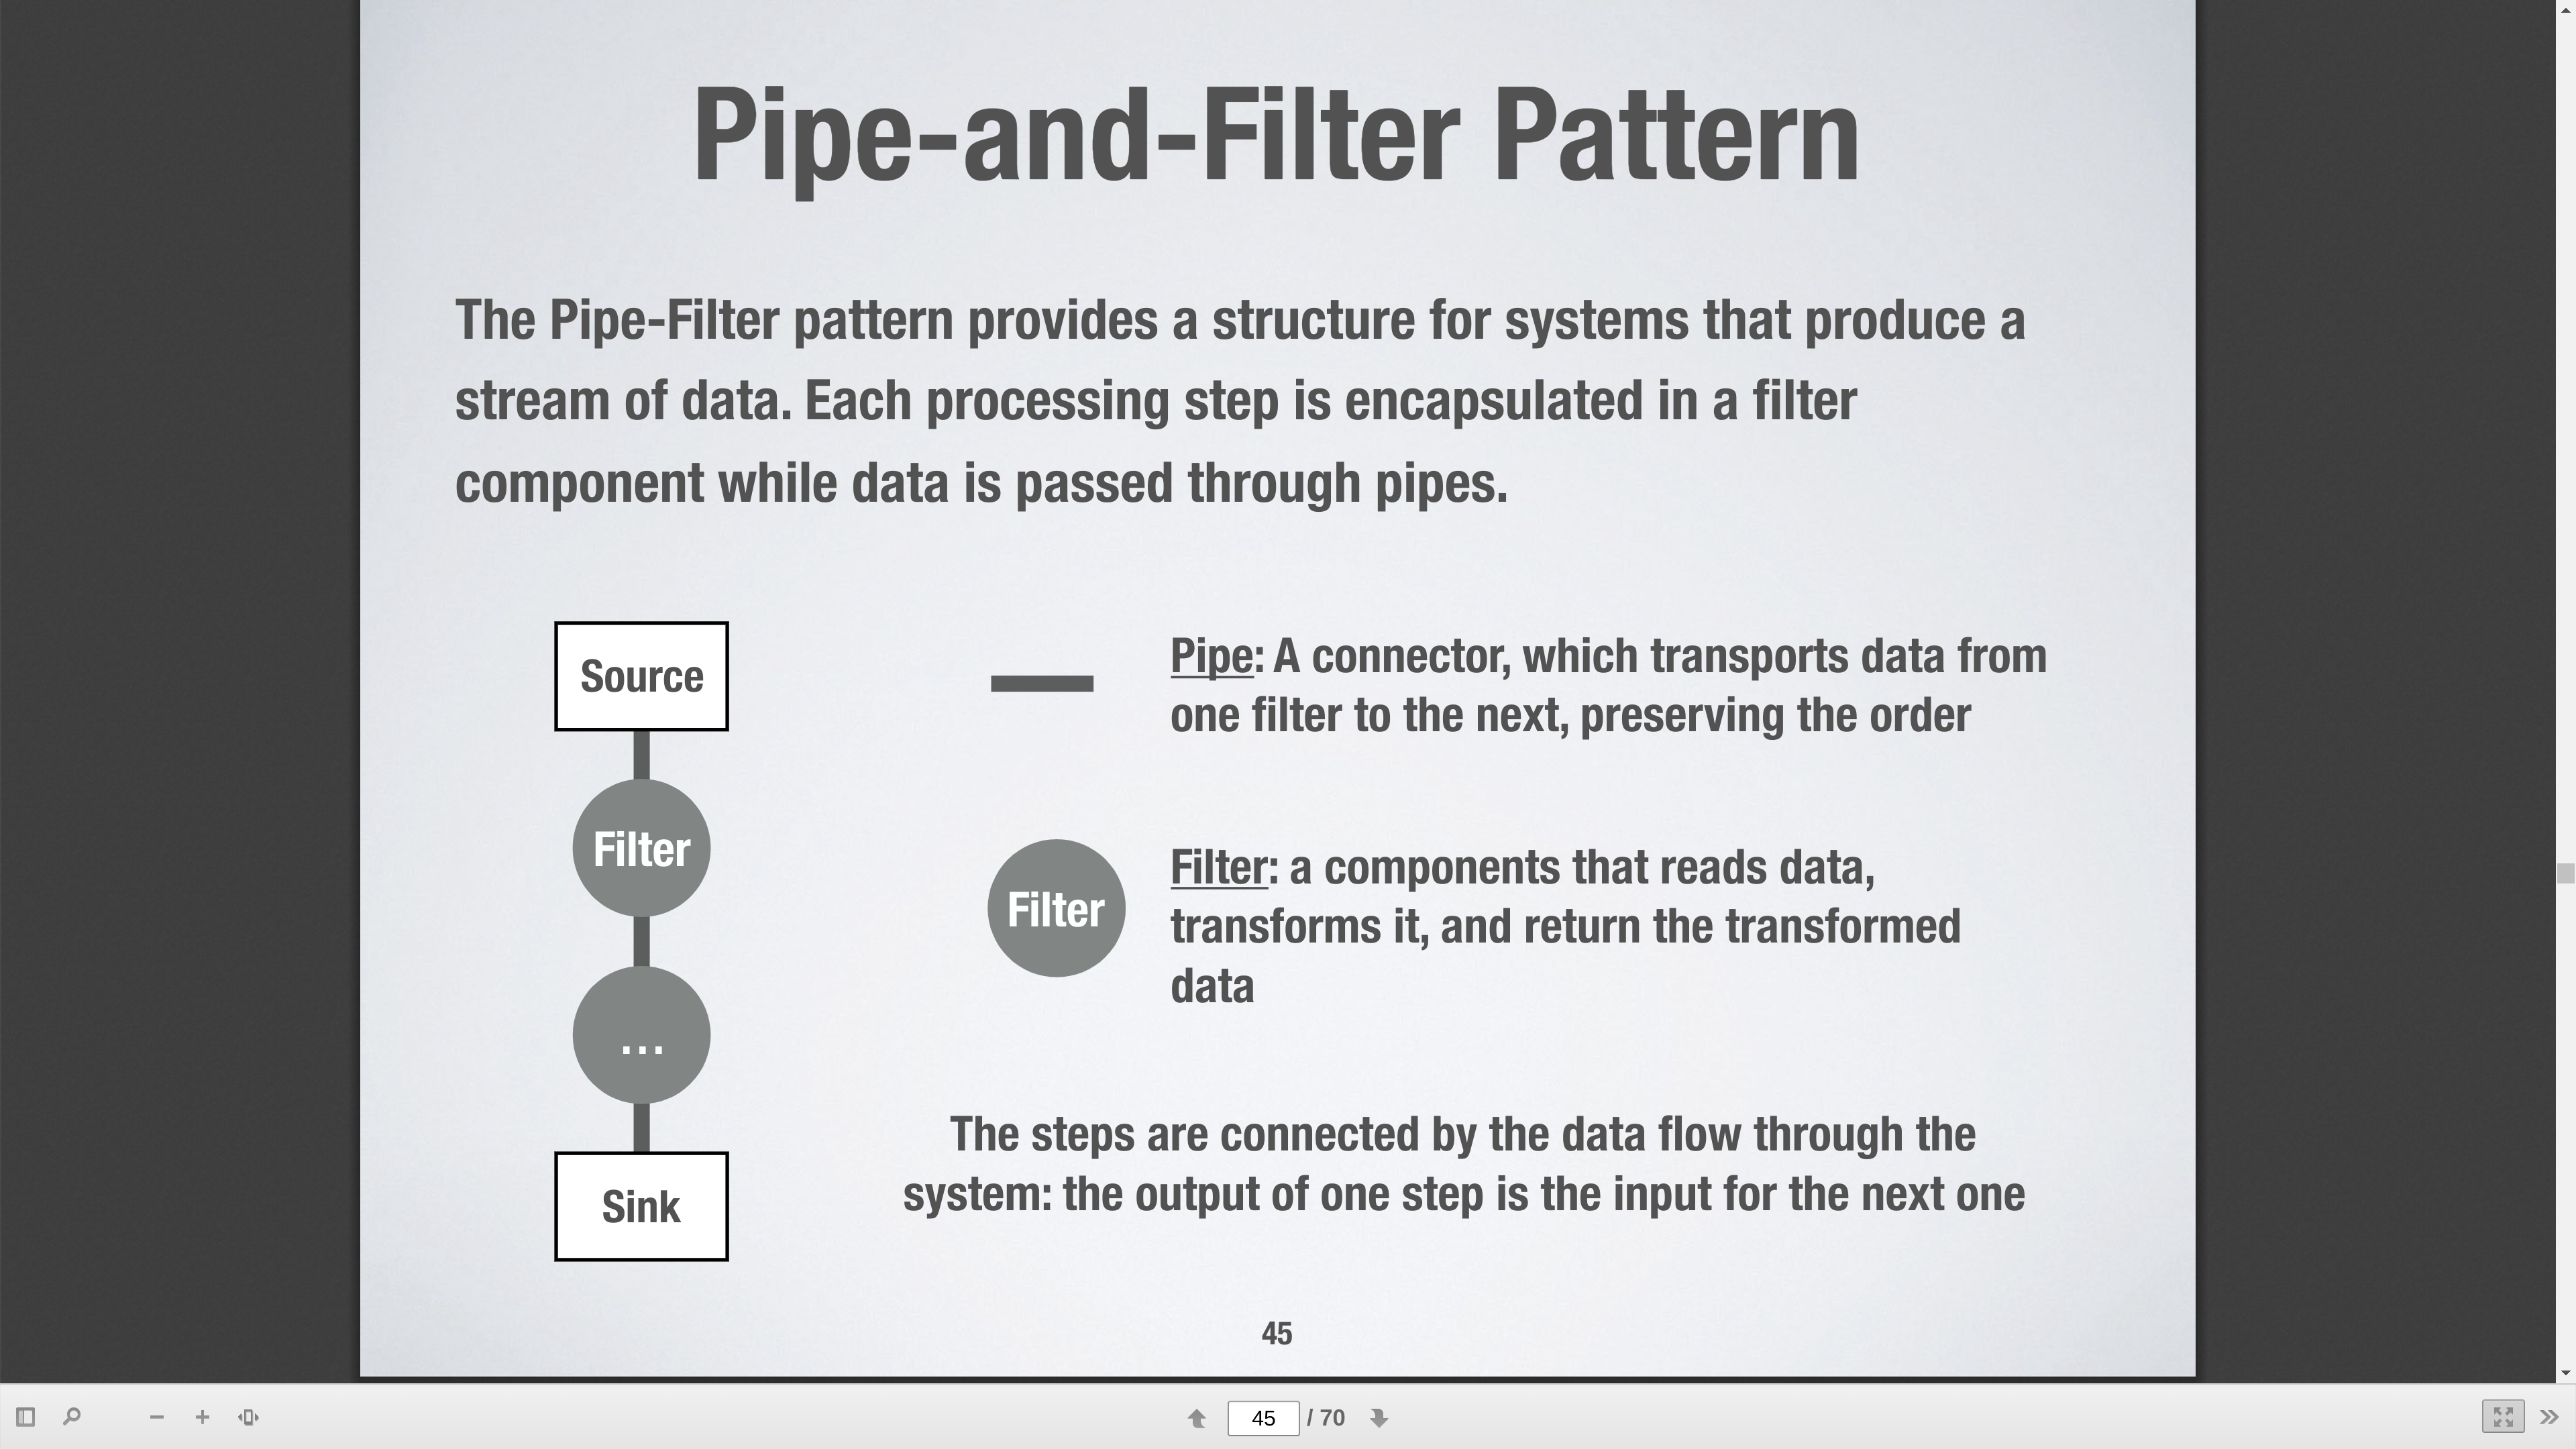 Pipe-and-Filter Pattern
The Pipe-Filter pattern provides a structure for systems that produce a
stream of data. Each processing step is encapsulated in a filter
component while data is passed through pipes.
Source
Filter
...
Sink
Pipe: A connector, which transports data from
one filter to the next, preserving the order
Filter
Filter: a components that reads data,
transforms it, and return the transformed
data
The steps are connected by the data flow through the
system: the output of one step is the input for the next one
45
45 / 70